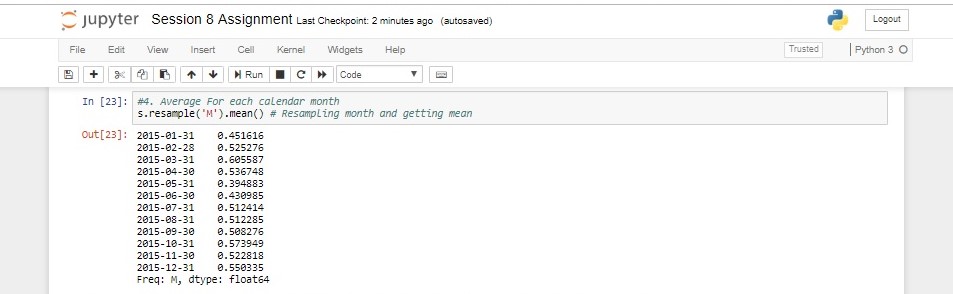 jupyter Session 8 Assignment Last Checkpoint: 2 minutes ago (autosaved) Logout
File Edit View Insert Cell Kernel Widgets Help Trusted Python 3
Run Code
In [23]: #4. Average For each calendar month
s.resample('M').mean() # Resampling month and getting mean
Out[23]: 2015-01-31 0.451616
2015-02-28 0.525276
2015-03-31 0.605587
2015-04-30 0.536748
2015-05-31 0.394883
2015-06-30 0.430985
2015-07-31 0.512414
2015-08-31 0.512285
2015-09-30 0.508276
2015-10-31 0.573949
2015-11-30 0.522818
2015-12-31 0.550335
Freq: M, dtype: float64